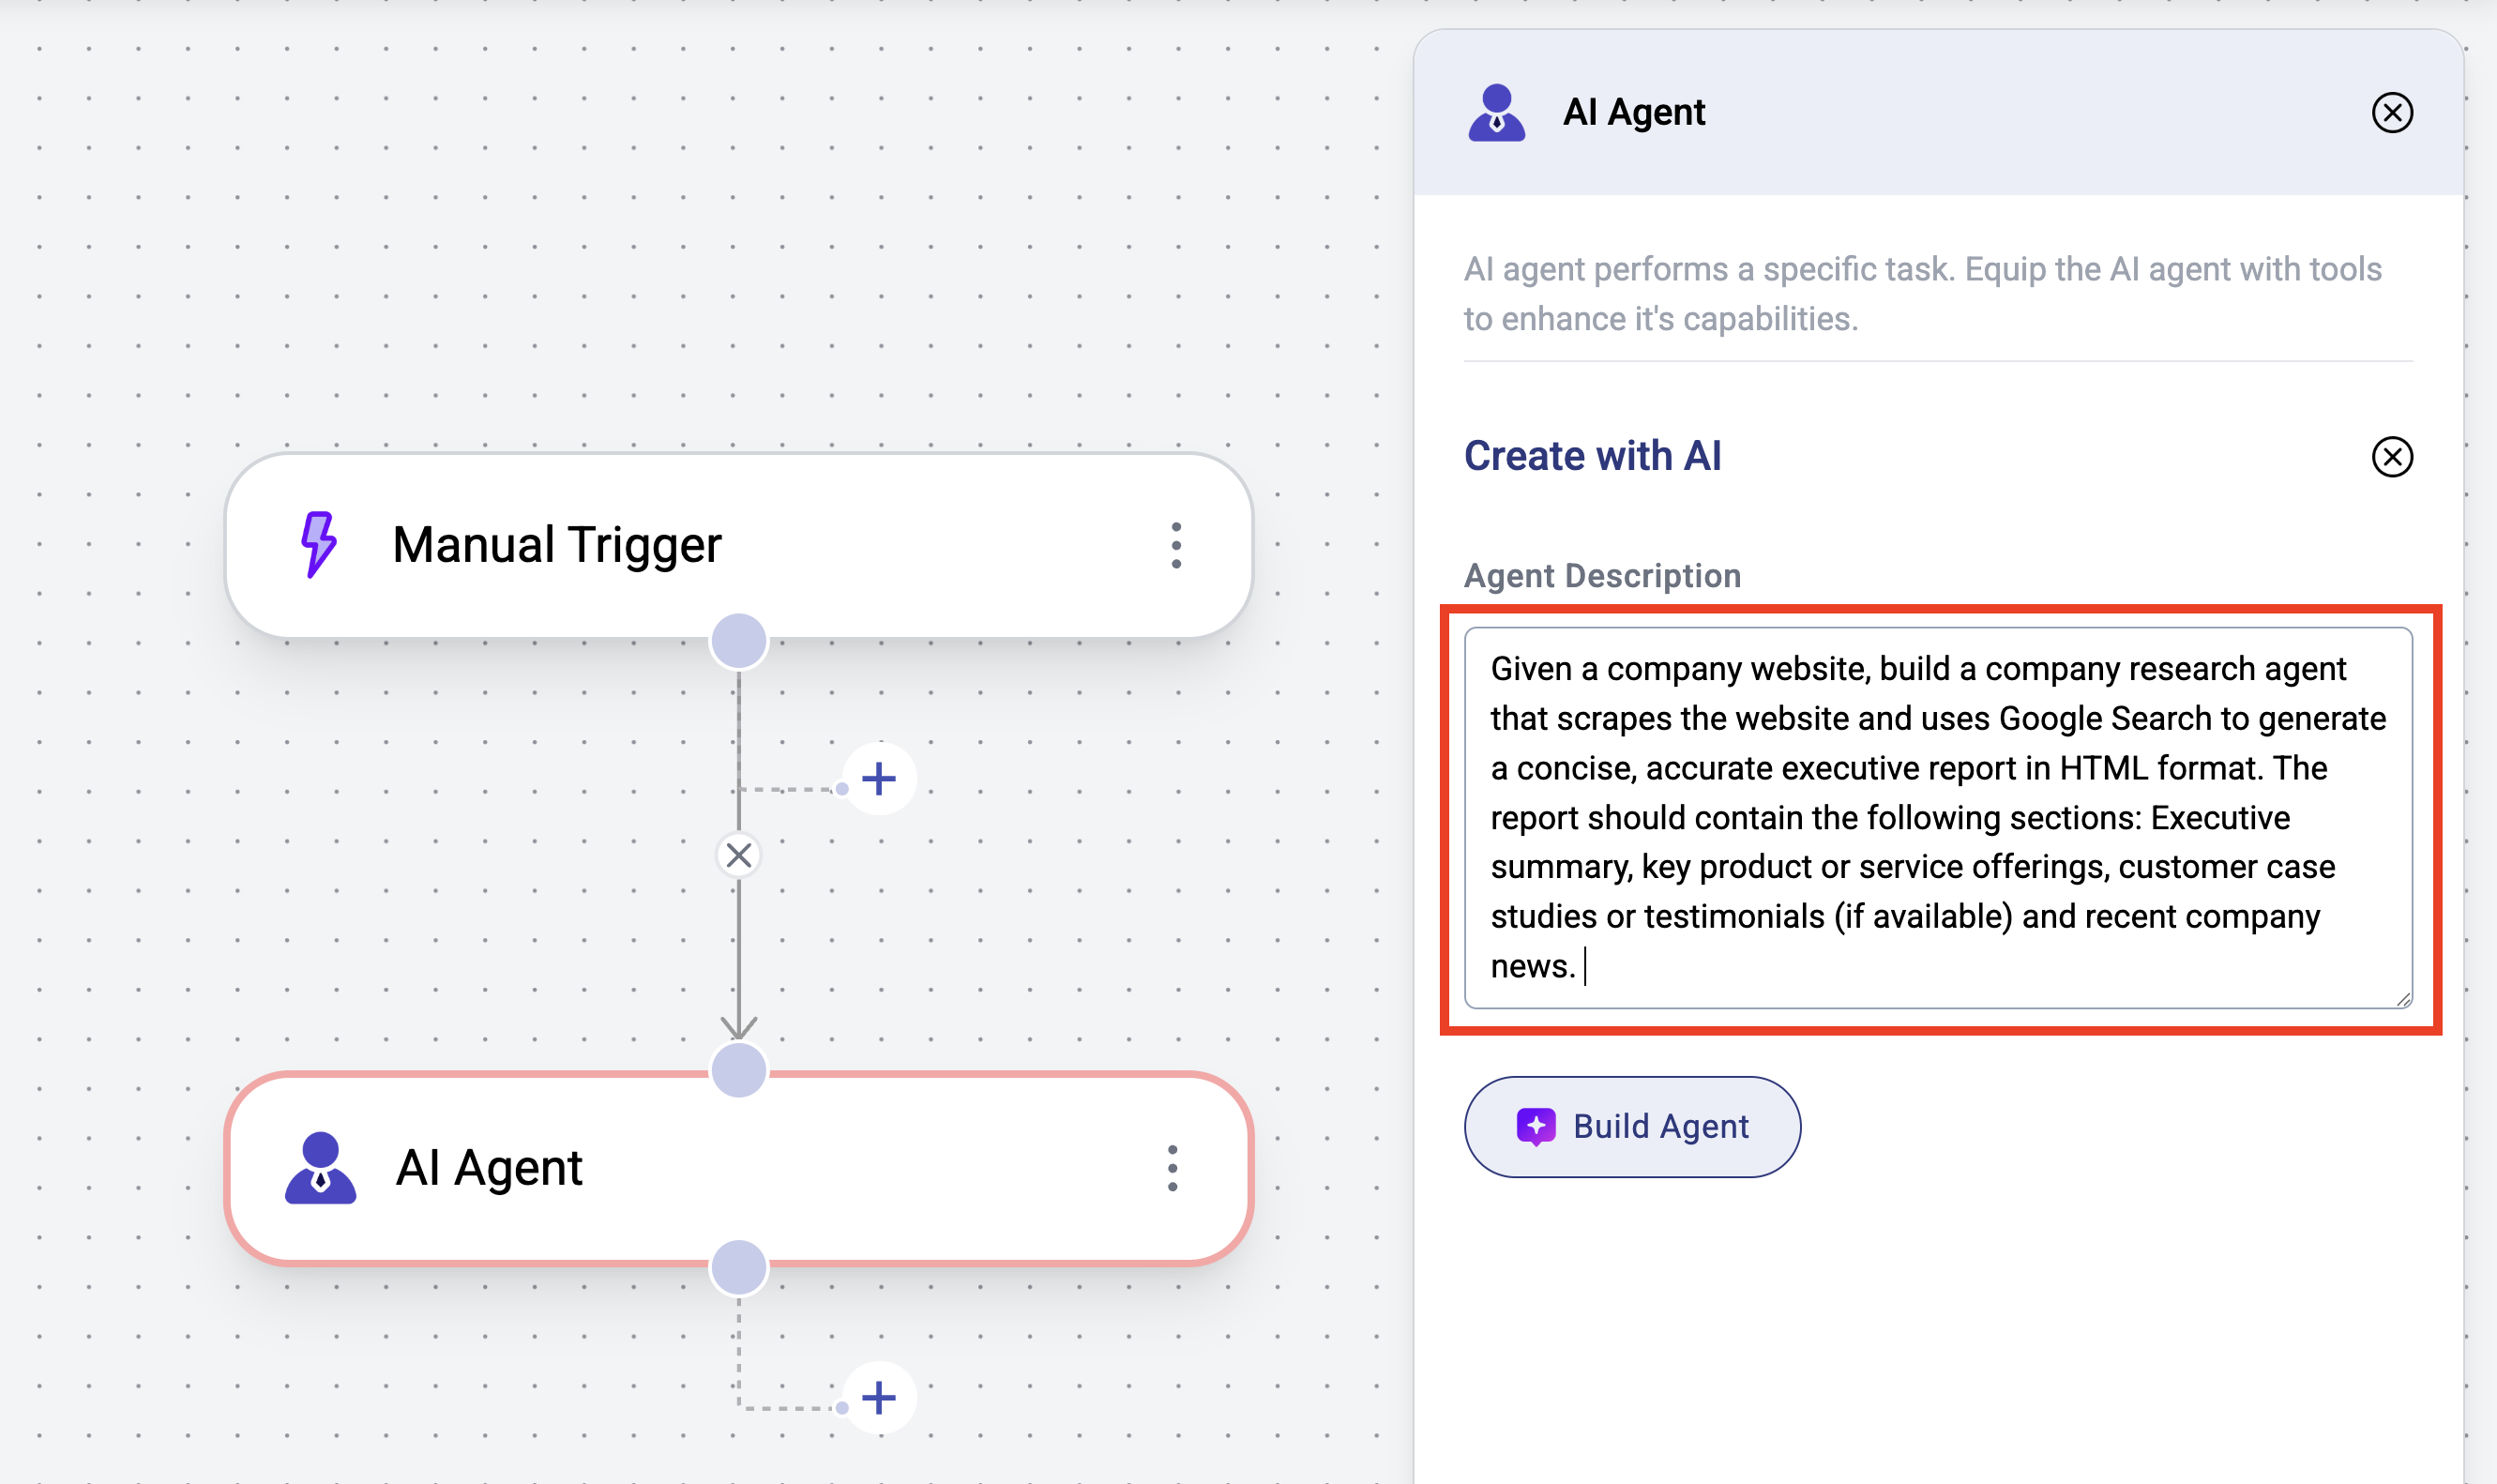 AI Agent
AI agent performs a specific task. Equip the AI agent with tools
to enhance it's capabilities.
Create with AI
Manual Trigger
Agent Description
Given a company website, build a company research agent
that scrapes the website and uses Google Search to generate
a concise, accurate executive report in HTML format. The
report should contain the following sections: Executive
summary, key product or service offerings, customer case
studies or testimonials (if available) and recent company
news.
Build Agent
AI Agent